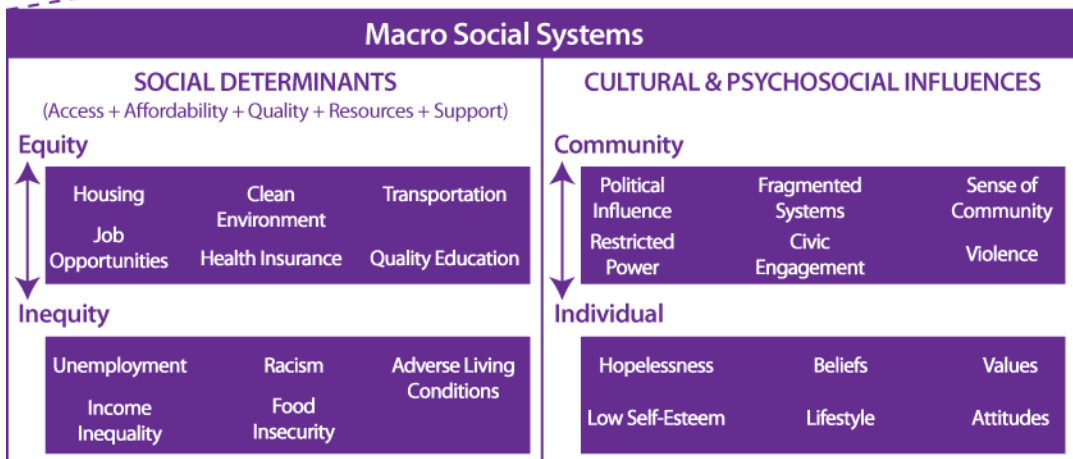 Macro Social Systems
SOCIAL DETERMINANTS
(Access + Affordability + Quality + Resources + Support)
Equity
Housing
Clean
Environment
Transportation
Job
Opportunities
Health Insurance
Quality Education
Inequity
Unemployment
Racism
Adverse Living
Conditions
Income
Inequality
Food
Insecurity
CULTURAL & PSYCHOSOCIAL INFLUENCES
Community
Political
Influence
Fragmented
Systems
Sense of
Community
Restricted
Power
Civic
Engagement
Violence
Individual
Hopelessness
Beliefs
Values
Low Self-Esteem
Lifestyle
Attitudes